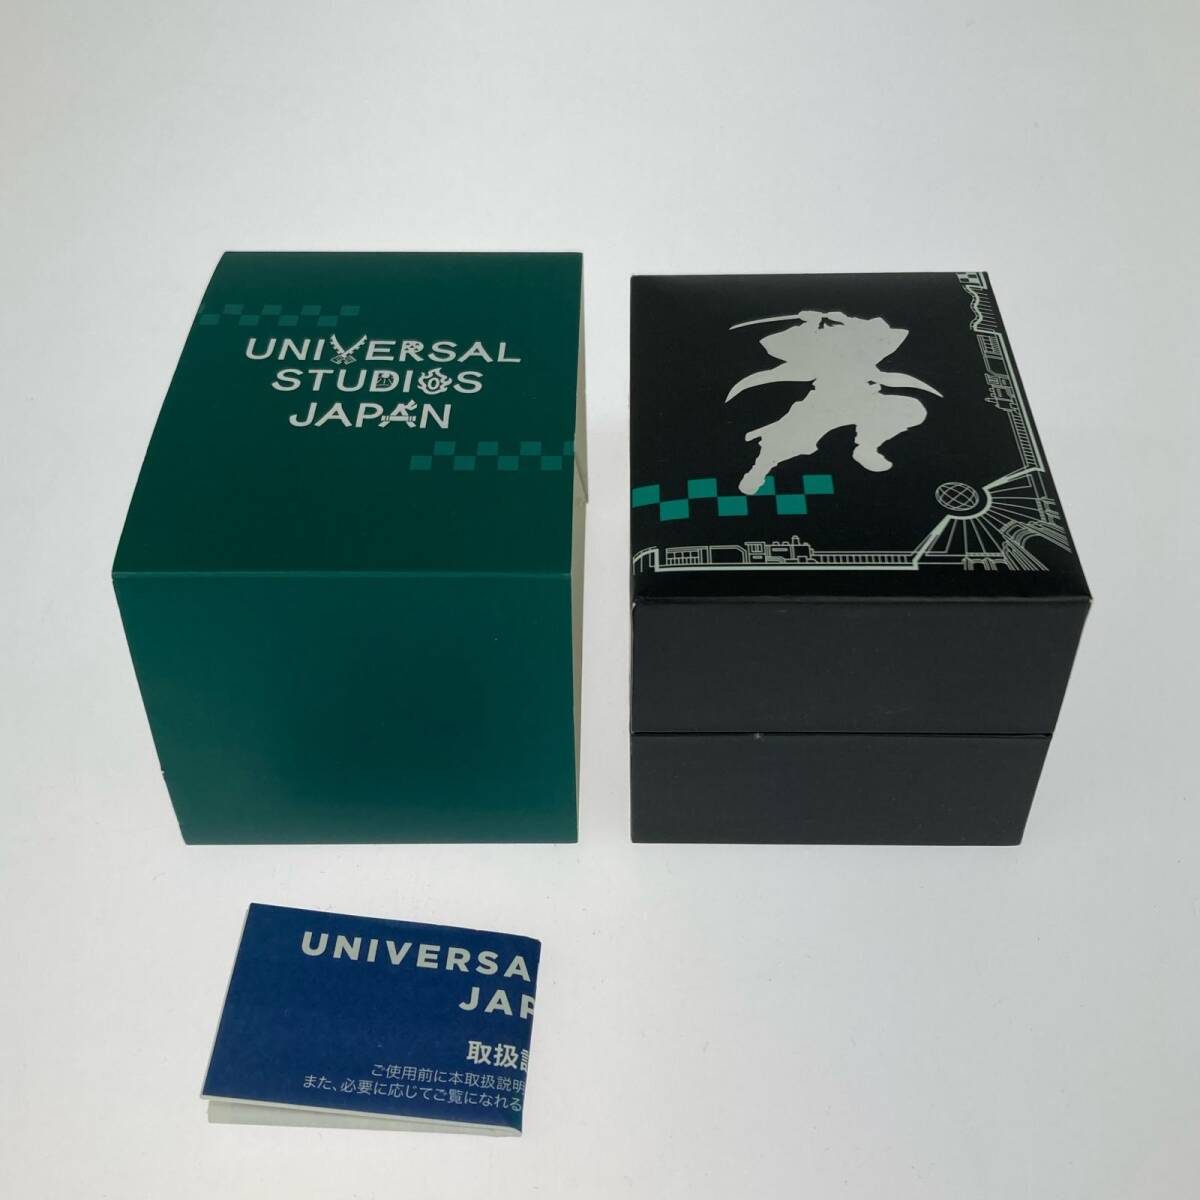 UNIVERSAL
STUDIOS
JAPAN
UNIVERSA
JAP
取扱説
ご使用前に本取扱説明
また、必要に応じてご覧になれる